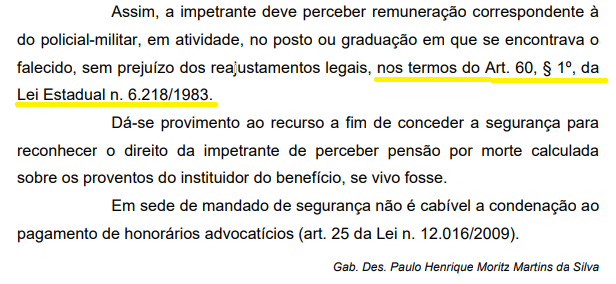 Assim, a impetrante deve perceber remuneração correspondente à
do policial-militar, em atividade, no posto ou graduação em que se encontrava o
falecido, sem prejuízo dos reajustamentos legais, nos termos do Art. 60, § 1º, da
Lei Estadual n. 6.218/1983.
Dá-se provimento ao recurso a fim de conceder a segurança para
reconhecer o direito da impetrante de perceber pensão por morte calculada
sobre os proventos do instituidor do benefício, se vivo fosse.
Em sede de mandado de segurança não é cabível a condenação ao
pagamento de honorários advocatícios (art. 25 da Lei n. 12.016/2009).
Gab. Des. Paulo Henrique Moritz Martins da Silva